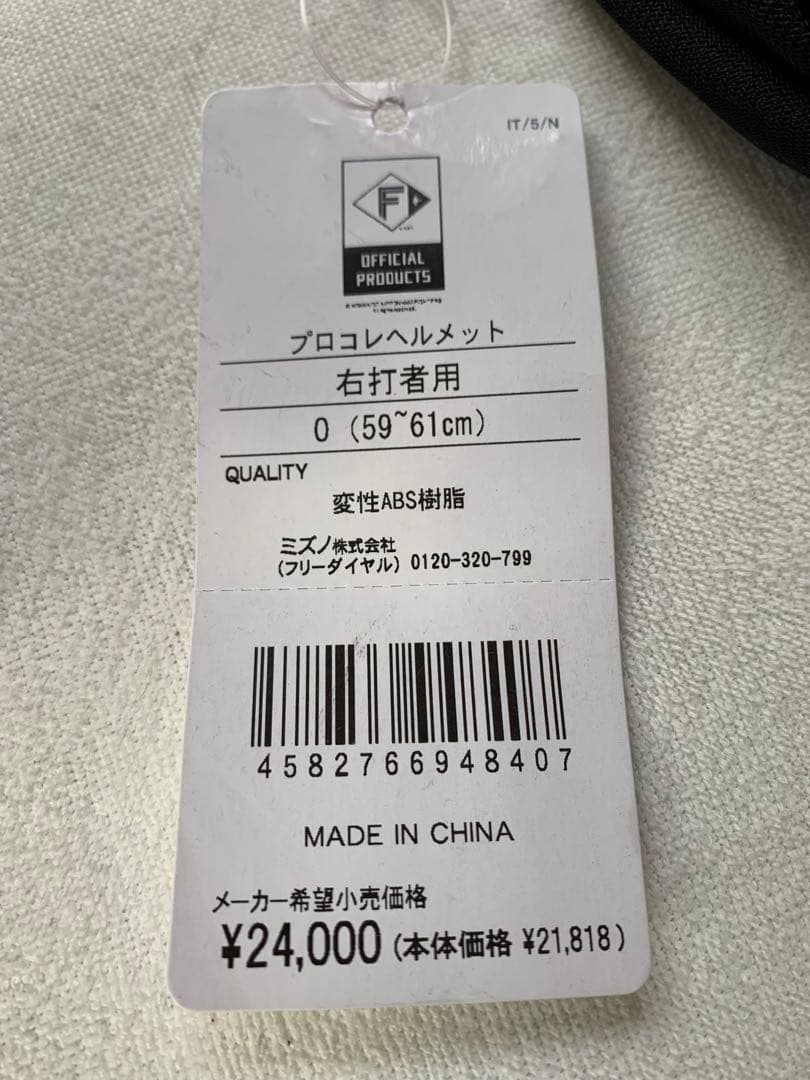 IT/5/N
FD
OFFICIAL
PRODUCTS
プロコレヘルメット
右打者用
O (59~61cm)
QUALITY
変性ABS樹脂
ミズノ株式会社
(フリーダイヤル) 0120-320-799
4582766948407
MADE IN CHINA
メーカー希望小売価格
¥24,000 (本体価格 ¥21,818)